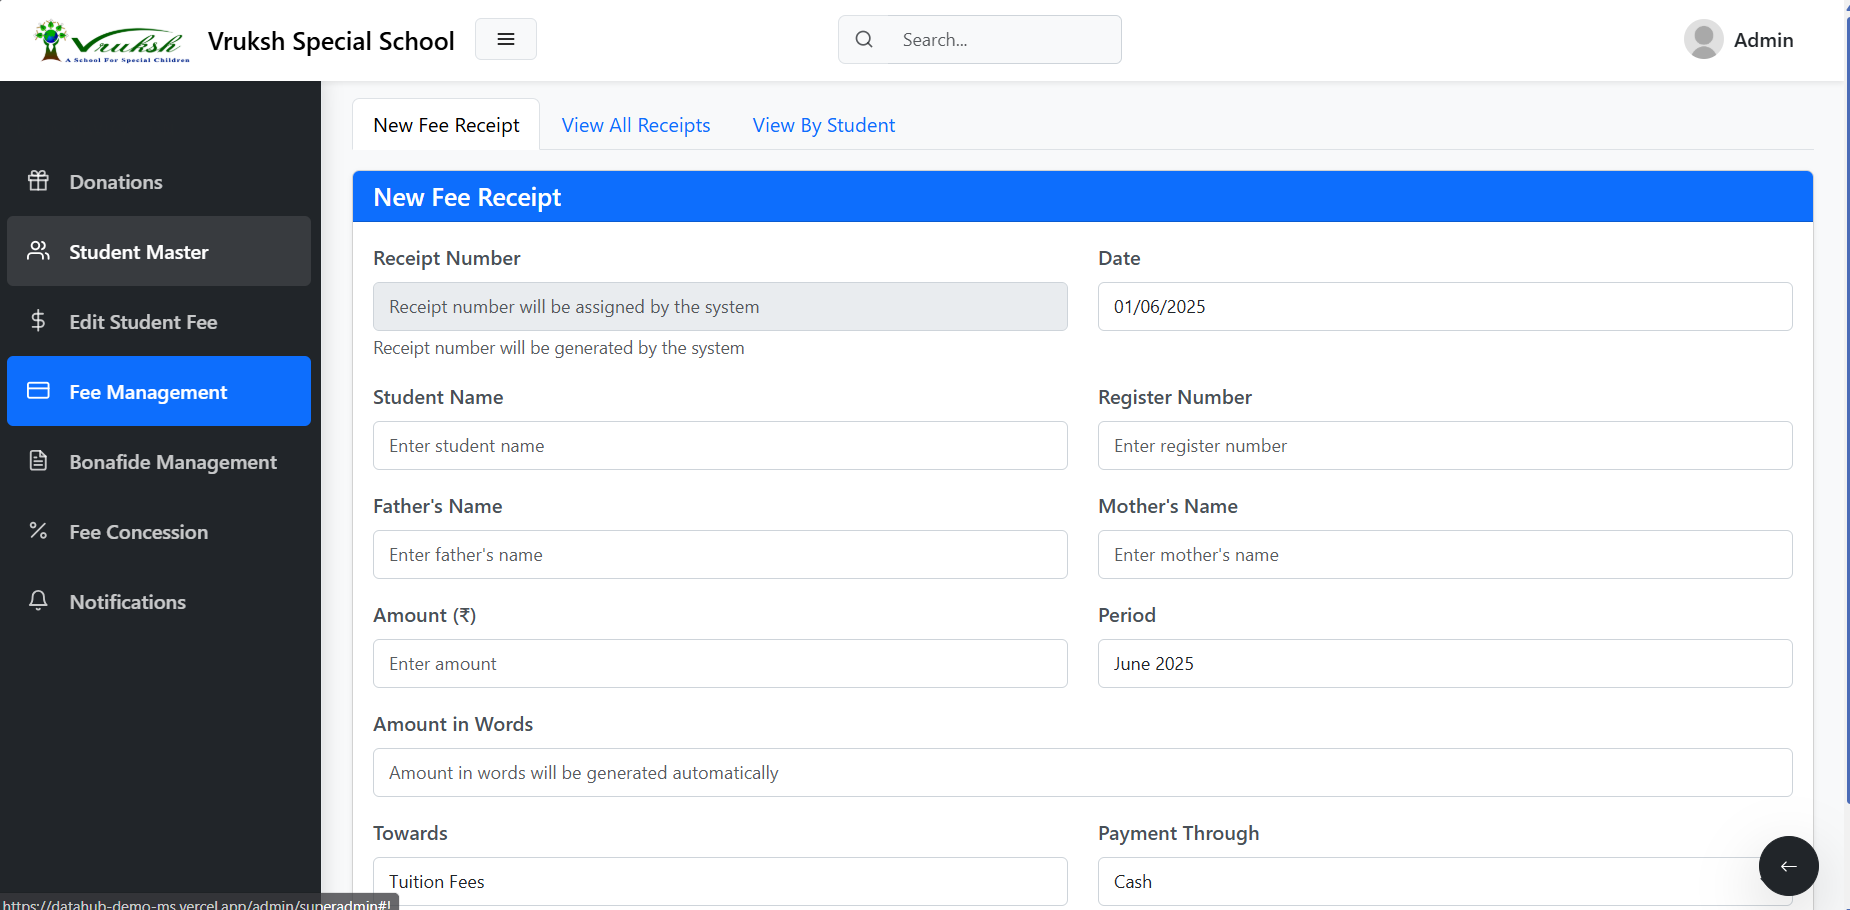 Vruksh
A School For Special Children
Vruksh Special School
Search...
Admin
Donations
Student Master
Edit Student Fee
Fee Management
Bonafide Management
Fee Concession
Notifications
New Fee Receipt
View All Receipts
View By Student
New Fee Receipt
Receipt Number
Date
Receipt number will be assigned by the system
01/06/2025
Receipt number will be generated by the system
Student Name
Register Number
Enter student name
Enter register number
Father's Name
Mother's Name
Enter father's name
Enter mother's name
Amount (₹)
Period
Enter amount
June 2025
Amount in Words
Amount in words will be generated automatically
Towards
Payment Through
Tuition Fees
Cash
https://datahub-demo-ms.vercel.app/admin/superadmin#!